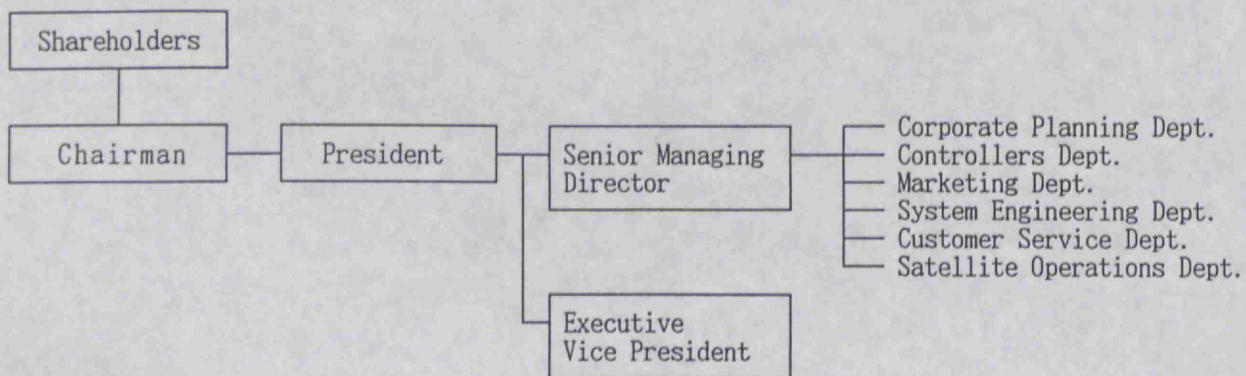 Shareholders
Chairman
President
Senior Managing
Director
Corporate Planning Dept.
Controllers Dept.
Marketing Dept.
System Engineering Dept.
Customer Service Dept.
Satellite Operations Dept.
Executive
Vice President